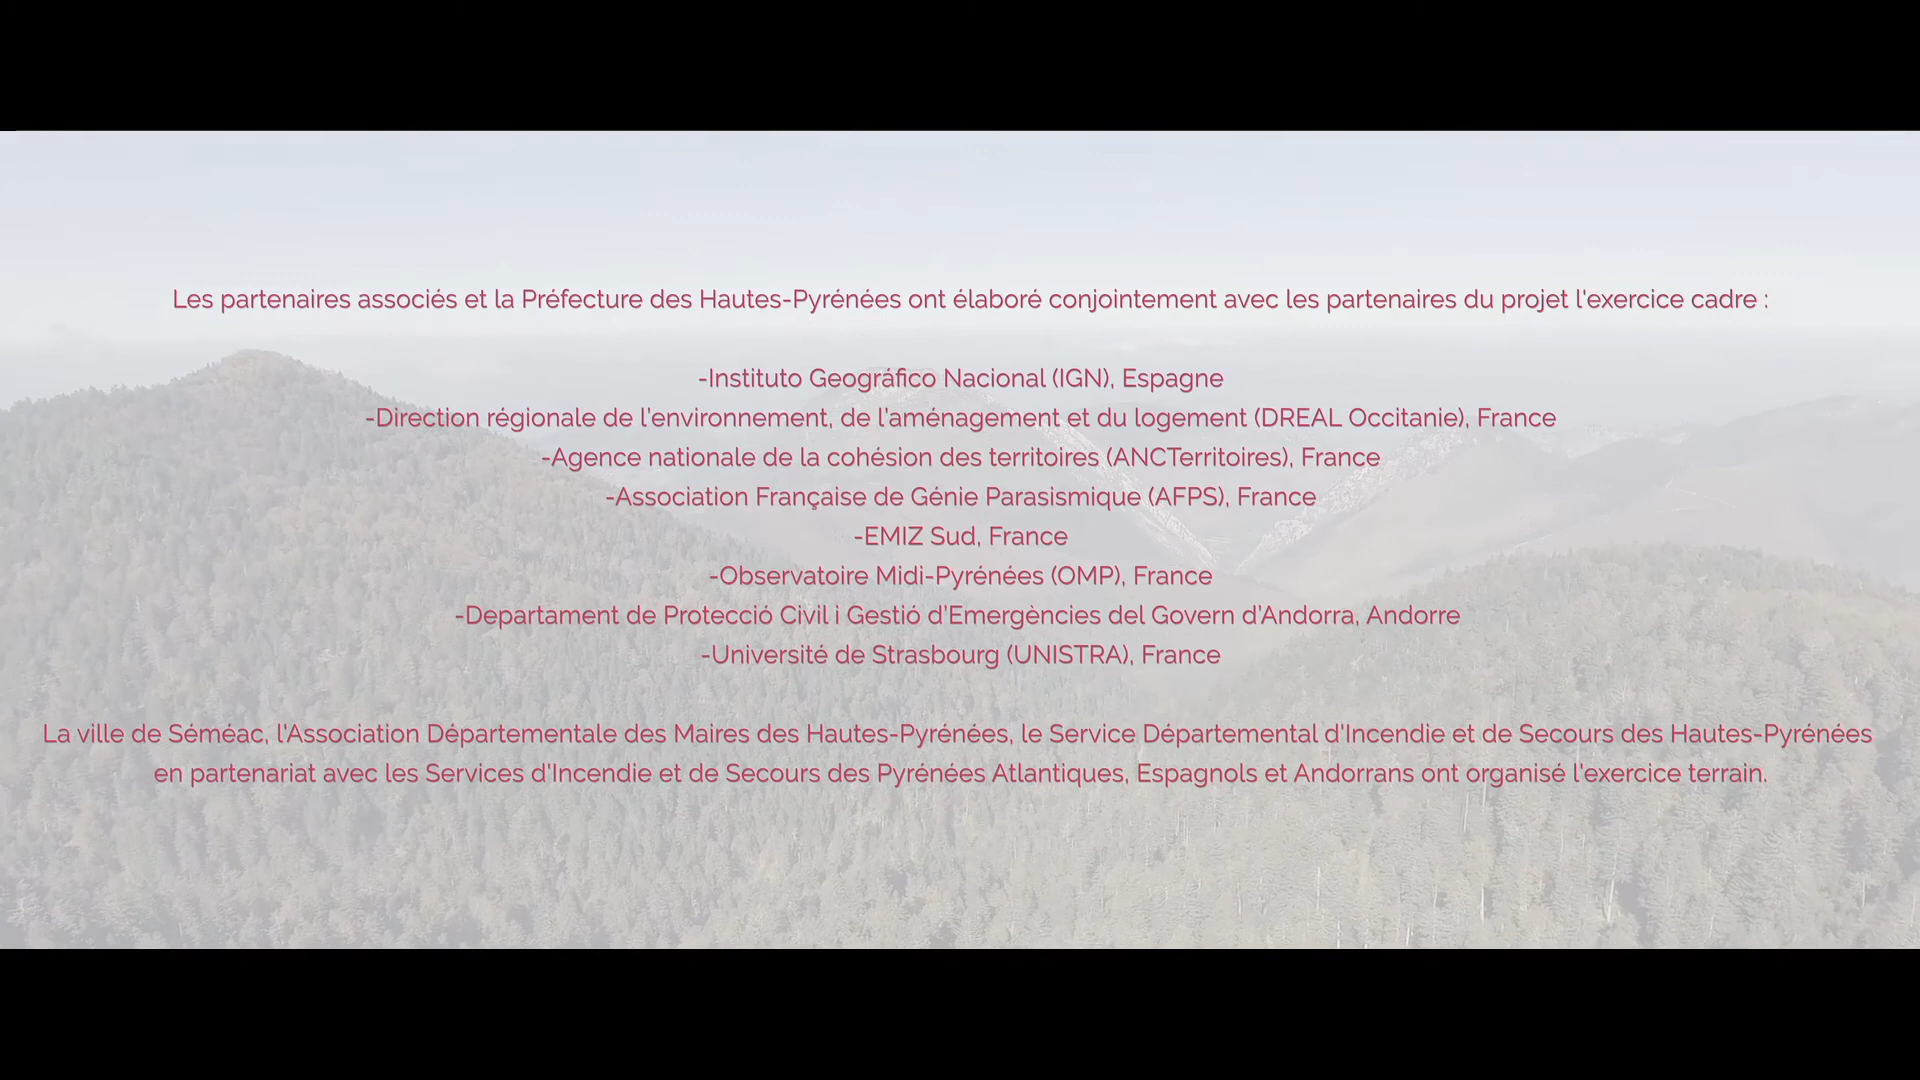 Les partenaires associés et la Préfecture des Hautes-Pyrénées ont élaboré conjointement avec les partenaires du projet l'exercice cadre :
-Instituto Geográfico Nacional (IGN), Espagne
-Direction régionale de l'environnement, de l'aménagement et du logement (DREAL Occitanie), France
-Agence nationale de la cohésion des territoires (ANCTerritoires), France
-Association Française de Génie Parasismique (AFPS), France
-EMIZ Sud, France
-Observatoire Midi-Pyrénées (OMP), France
-Departament de Protecció Civil i Gestió d'Emergències del Govern d'Andorra, Andorre
-Université de Strasbourg (UNISTRA), France
La ville de Séméac, l'Association Départementale des Maires des Hautes-Pyrénées, le Service Départemental d'Incendie et de Secours des Hautes-Pyrénées
en partenariat avec les Services d'Incendie et de Secours des Pyrénées Atlantiques, Espagnols et Andorrans ont organisé l'exercice terrain.